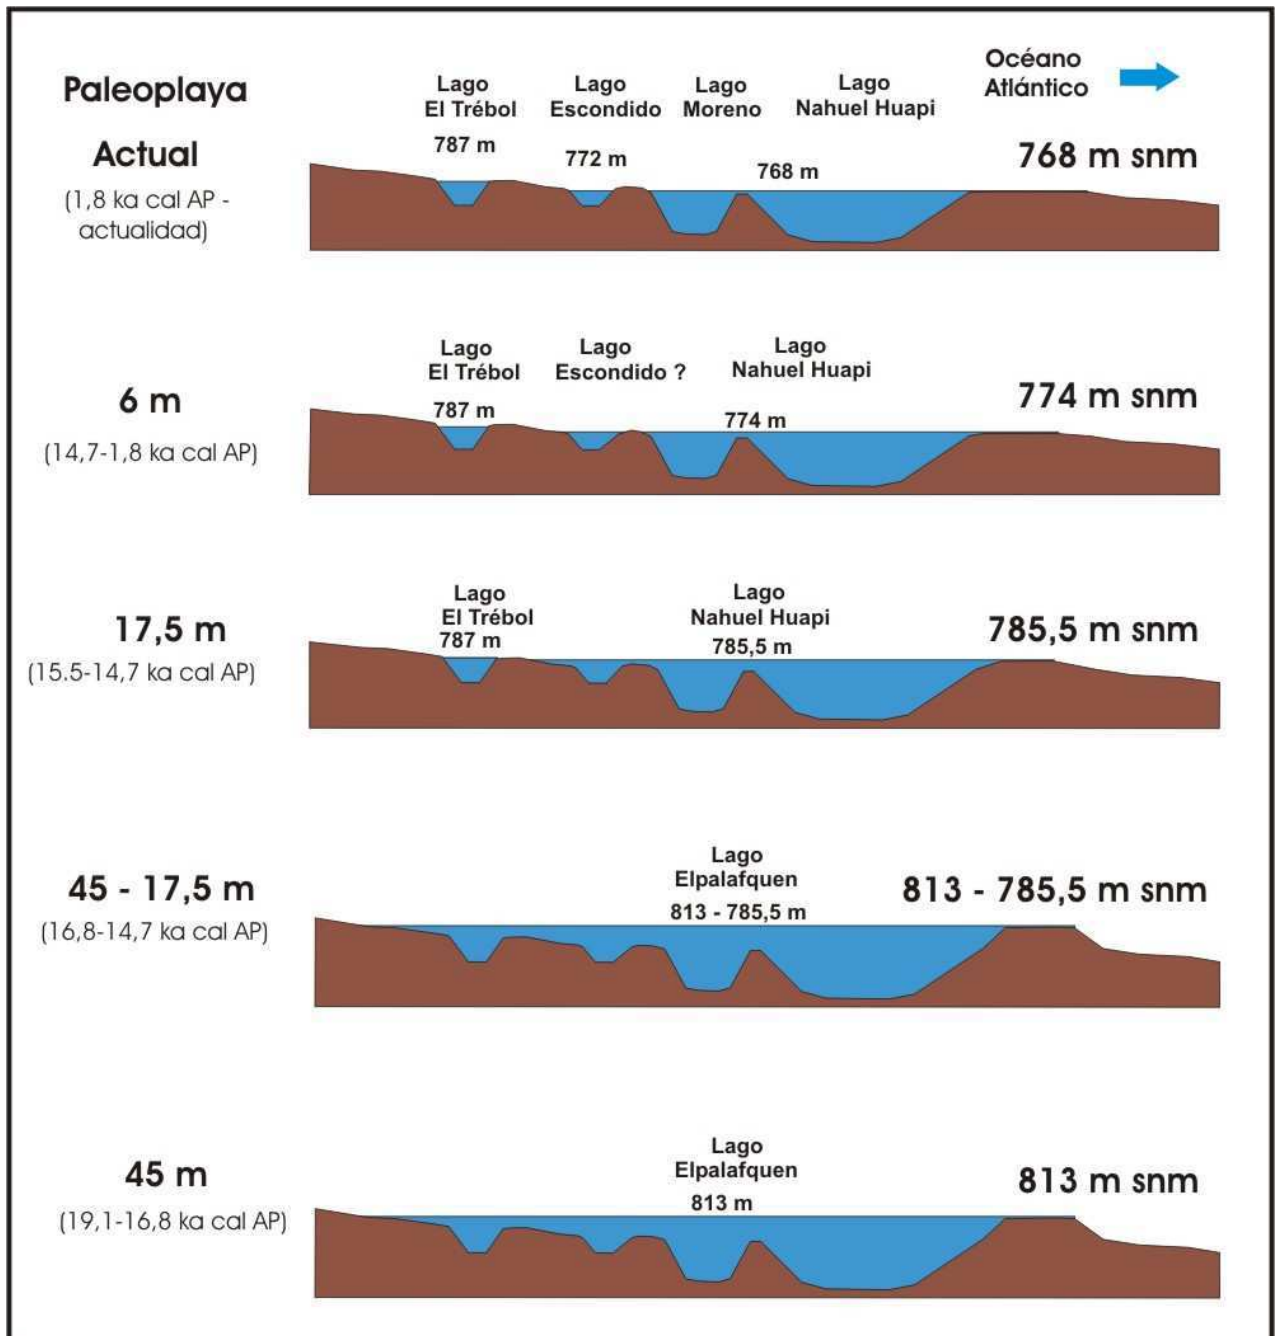 Paleoplaya
Actual
(1,8 ka cal AP -
actualidad)
Lago
El Trébol
787 m
Lago
Escondido
772 m
Lago
Moreno
Lago
Nahuel Huapi
768 m
Océano
Atlántico
768 m snm
6 m
(14,7-1,8 ka cal AP)
Lago
El Trébol
787 m
Lago
Escondido ?
Lago
Nahuel Huapi
774 m
774 m snm
17,5 m
(15.5-14,7 ka cal AP)
Lago
El Trébol
787 m
Lago
Nahuel Huapi
785,5 m
785,5 m snm
45 - 17,5 m
(16,8-14,7 ka cal AP)
Lago
Elpalafquen
813 - 785,5 m
813 - 785,5 m snm
45 m
(19,1-16,8 ka cal AP)
Lago
Elpalafquen
813 m
813 m snm